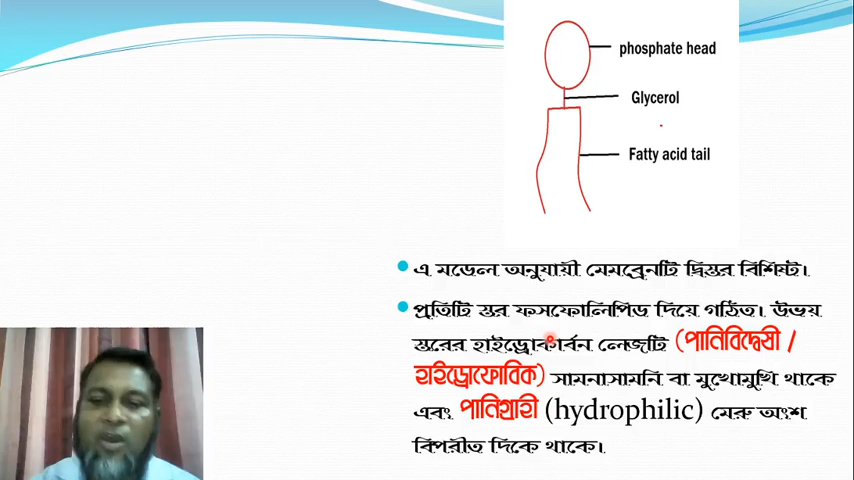 phosphate head
Glycerol
Fatty acid tail
এ মডেল অনুযায়ী মেমব্রেনটি দ্বিস্তর বিশিষ্ট।
প্রতিটি স্তর ফসফোলিপিড দিয়ে গঠিত। উভয়
স্তরের হাইড্রোকার্বন লেজটি (পানিবিদ্বেষী /
হাইড্রোফোবিক) সামনাসামনি বা মুখোমুখি থাকে
এবং পানিগ্রাহী (hydrophilic) মেরু অংশ
বিপরীত দিকে থাকে।